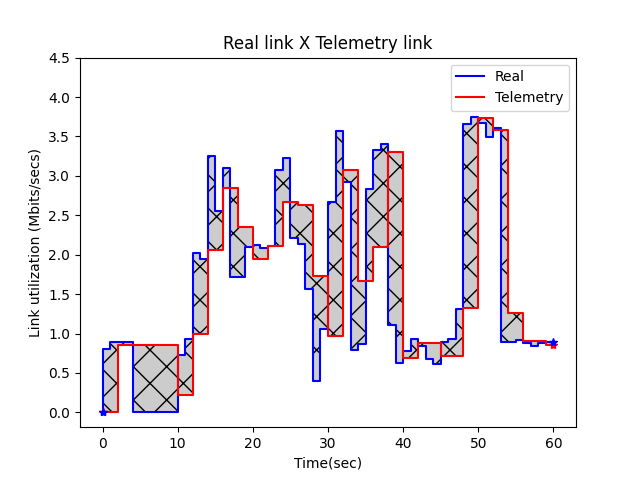 Real link X Telemetry link
Real
Telemetry
Link utilization (Mbits/secs)
4.5
4.0
3.5
3.0
2.5
2.0
1.5
1.0
0.5
0.0
0 10 20 30 40 50 60
Time(sec)